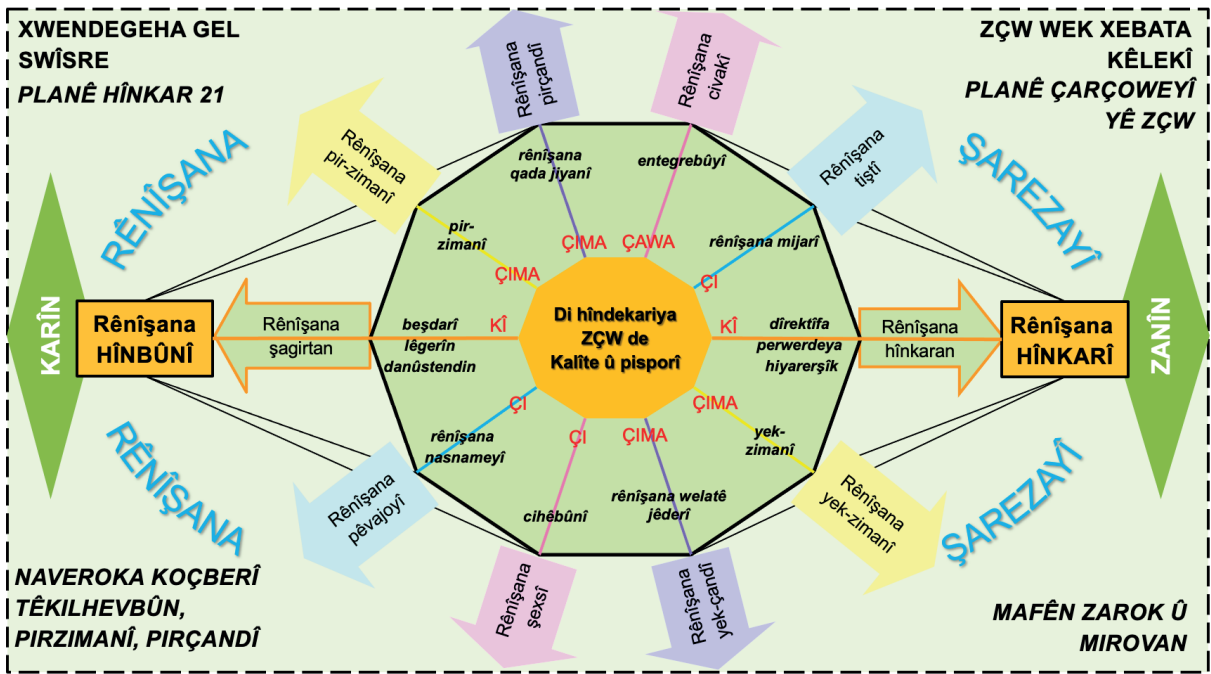 XWENDEGEHA GEL
SWÎSRE
PLANÊ HÎNKAR 21
ZÇW WEK XEBATA
KÊLEKÎ
PLANÊ ÇARÇOWEYÎ
YÊ ZÇW
Rênîşana
pirçandî
Rênîşana
civakî
Rênîşana
pir-zimanî
Rênîşana
tiştî
RÊNÎŞANA
ŞAREZAYÎ
rênîşana
qada jiyanî
entegrebûyî
pir-
zimanî
rênîşana mijarî
ÇIMA
ÇAWA
ÇIMA
ÇI
KARÎN
Rênîşana
HÎNBÛNÎ
Rênîşana
şagirtan
beşdarî
lêgerîn
danûstendin
KÎ
Di hîndekariya
ZÇW de
Kalîte û pisporî
KÎ
dîrektîfa
perwerdeya
hiyarerşîk
Rênîşana
hînkaran
Rênîşana
HÎNKARÎ
ZANÎN
ÇI
ÇI
ÇIMA
ÇIMA
rênîşana
nasnameyî
yek-
zimanî
cihêbûnî
rênîşana welatê
jêderî
RÊNÎŞANA
ŞAREZAYÎ
Rênîşana
pêvajoyî
Rênîşana
yek-zimanî
Rênîşana
şexsî
Rênîşana
yek-çandî
NAVEROKA KOÇBERÎ
TÊKILHEVBÛN,
PIRZIMANÎ, PIRÇANDÎ
MAFÊN ZAROK Û
MIROVAN